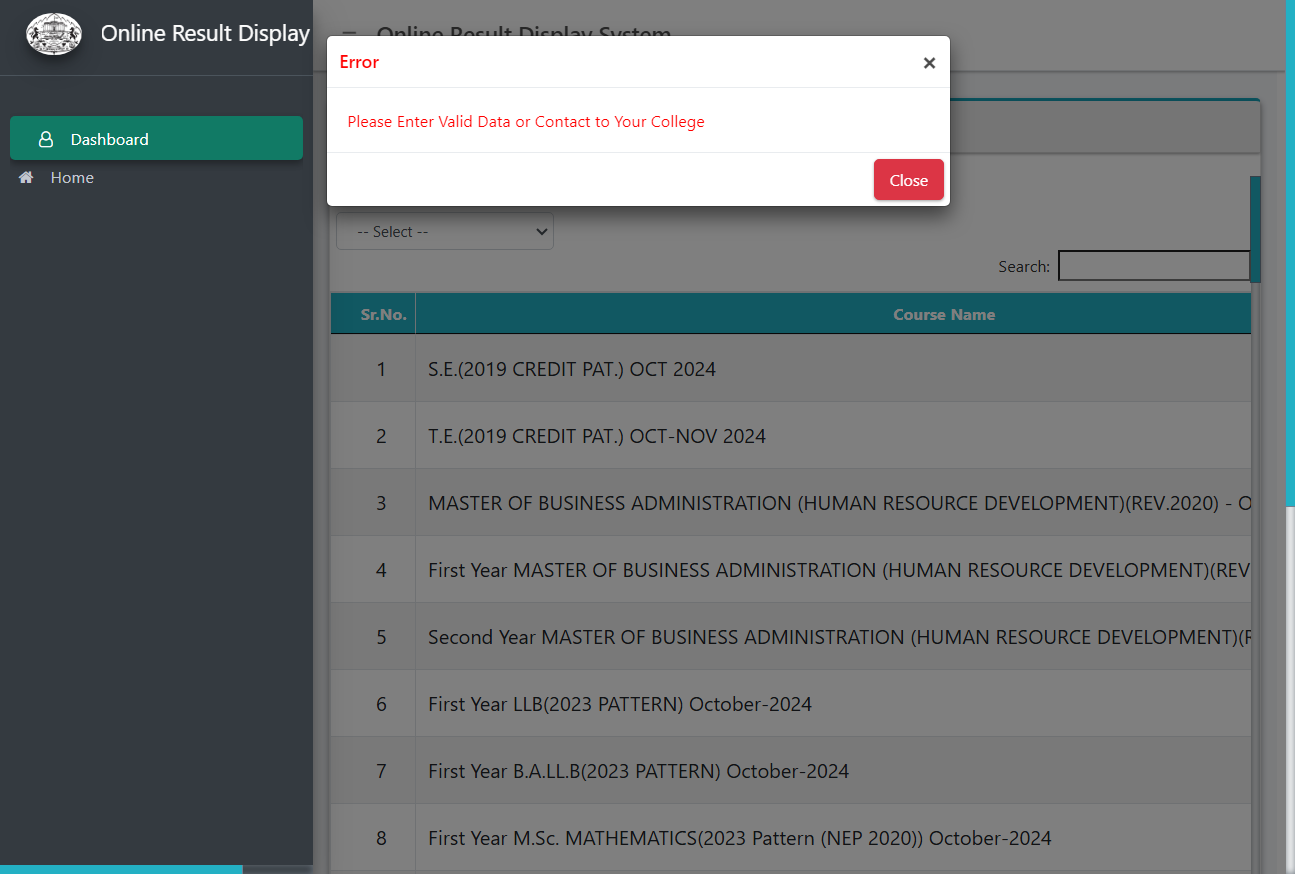 Online Result Display
Online Result Display System
Error
×
Please Enter Valid Data or Contact to Your College
Close
Dashboard
Home
-- Select --
Search:
Sr.No. Course Name
1 S.E.(2019 CREDIT PAT.) OCT 2024
2 T.E.(2019 CREDIT PAT.) OCT-NOV 2024
3 MASTER OF BUSINESS ADMINISTRATION (HUMAN RESOURCE DEVELOPMENT)(REV.2020) - O
4 First Year MASTER OF BUSINESS ADMINISTRATION (HUMAN RESOURCE DEVELOPMENT)(REV
5 Second Year MASTER OF BUSINESS ADMINISTRATION (HUMAN RESOURCE DEVELOPMENT)(R
6 First Year LLB(2023 PATTERN) October-2024
7 First Year B.A.LL.B(2023 PATTERN) October-2024
8 First Year M.Sc. MATHEMATICS(2023 Pattern (NEP 2020)) October-2024